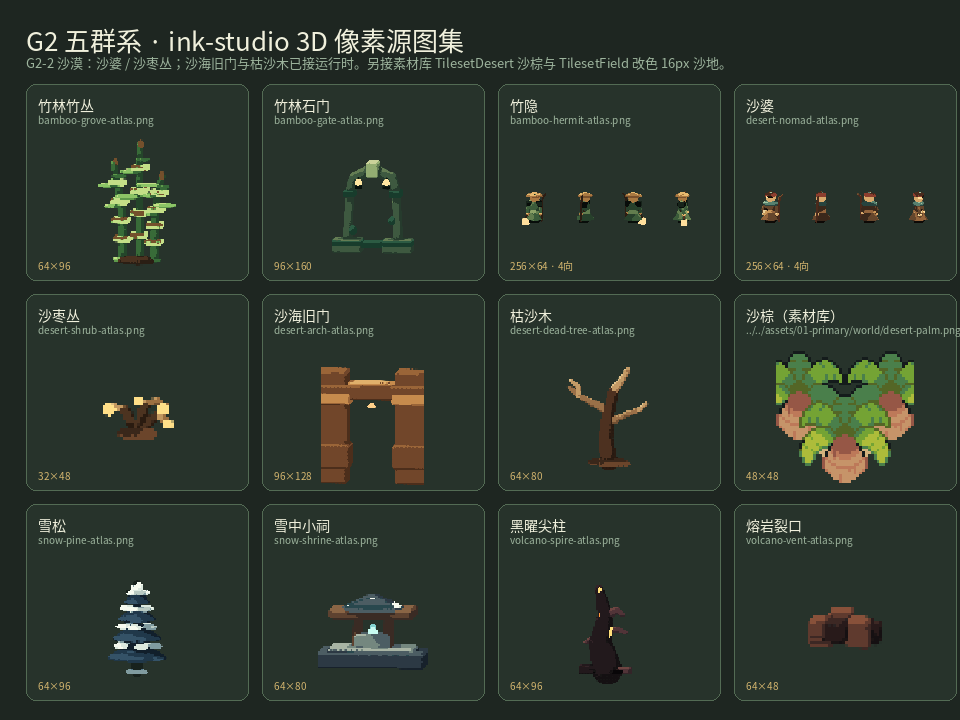 G2 五群系 · ink-studio 3D 像素源图集
G2-2 沙漠：沙婆 / 沙枣丛；沙海旧门与枯沙木已接运行时。另接素材库 TilesetDesert 沙棕与 TilesetField 改色 16px 沙地。
竹林竹丛
bamboo-grove-atlas.png
64×96
竹林石门
bamboo-gate-atlas.png
96×160
竹隐
bamboo-hermit-atlas.png
256×64 · 4向
沙婆
desert-nomad-atlas.png
256×64 · 4向
沙枣丛
desert-shrub-atlas.png
32×48
沙海旧门
desert-arch-atlas.png
96×128
枯沙木
desert-dead-tree-atlas.png
64×80
沙棕（素材库）
../../assets/01-primary/world/desert-palm.png
48×48
雪松
snow-pine-atlas.png
64×96
雪中小祠
snow-shrine-atlas.png
64×80
黑曜尖柱
volcano-spire-atlas.png
64×96
熔岩裂口
volcano-vent-atlas.png
64×48